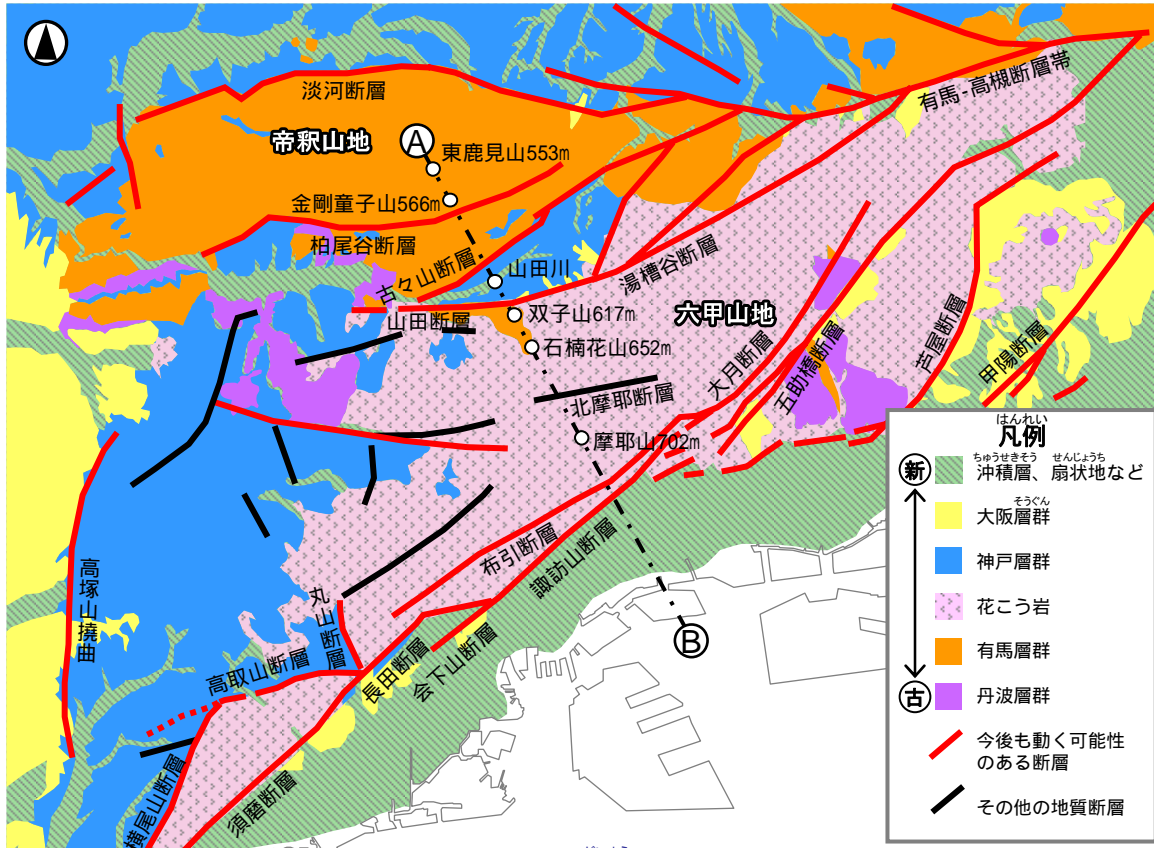 淡河断層
有馬-高槻断層帯
帝釈山地
A
東鹿見山553m
金剛童子山566m
柏尾谷断層
古々山断層
山田川
湯槽谷断層
双子山617m
六甲山地
山田断層
石楠花山652m
大月断層
五助橋断層
芦屋断層
甲陽断層
北摩耶断層
摩耶山702m
布引断層
諏訪山断層
高塚山撓曲
丸山断層
高取山断層
長田断層
会下山断層
B
横尾山断層
須磨断層
はんれい
凡例
ちゅうせきそう せんじょうち
新 沖積層、扇状地など
そうぐん
大阪層群
神戸層群
花こう岩
有馬層群
古 丹波層群
今後も動く可能性
のある断層
その他の地質断層